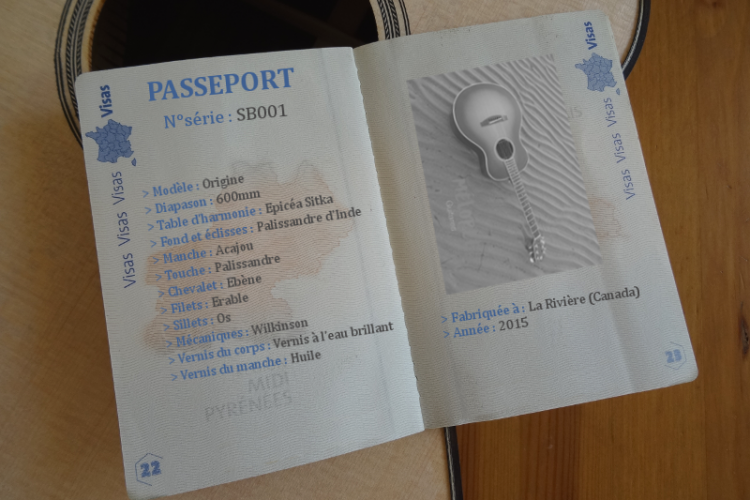 PASSEPORT
N°série : SB001
Visas
Visas Visas Visas
> Modèle : Origine
> Diapason : 600mm
> Table d'harmonie : Epicéa Sitka
> Fond et éclisses : Palissandre d'Inde
> Manche : Acajou
> Touche : Palissandre
> Chevalet : Ebène
> Filets : Erable
> Sillets : Os
> Mécaniques : Wilkinson
> Vernis du corps : Vernis à l'eau brillant
> Vernis du manche : Huile
MIDI
PYRÉNÉES
22
Visas
Visas Visas Visas
> Fabriquée à : La Rivière (Canada)
> Année : 2015
23